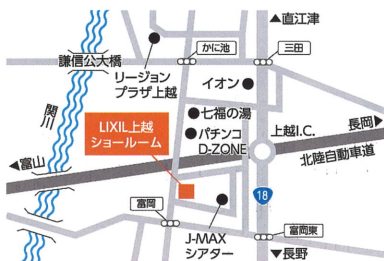 ▲直江津
かに池
三田
謙信公大橋
リージョン
プラザ上越
イオン
関川
七福の湯
LIXIL上越
ショールーム
パチンコ
D-ZONE
上越I.C.
長岡▶
北陸自動車道
◀富山
18
富岡
富岡東
J-MAX
シアター
▼長野